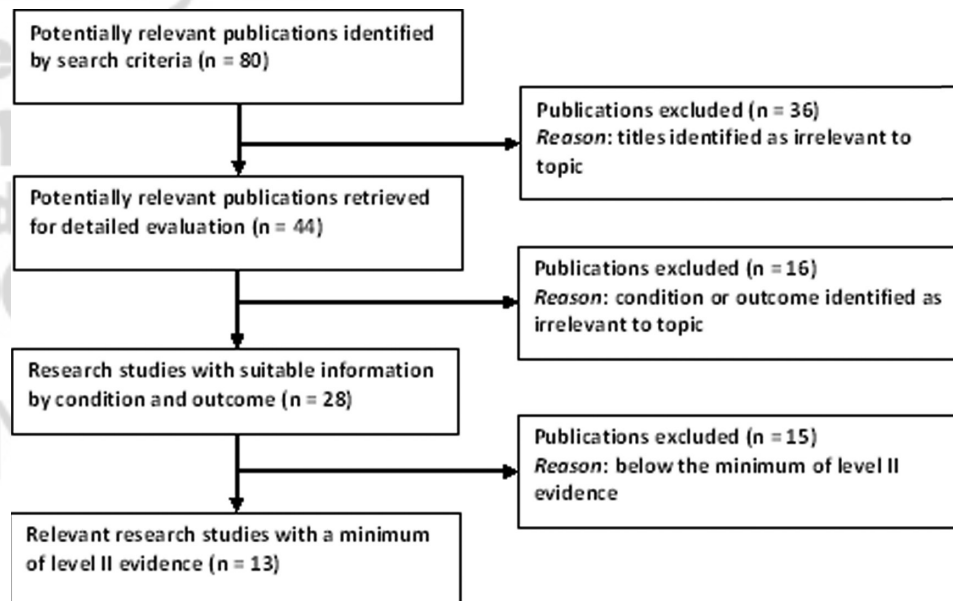 Potentially relevant publications identified
by search criteria (n = 80)
Publications excluded (n = 36)
Reason: titles identified as irrelevant to
topic
Potentially relevant publications retrieved
for detailed evaluation (n = 44)
Publications excluded (n = 16)
Reason: condition or outcome identified as
irrelevant to topic
Research studies with suitable information
by condition and outcome (n = 28)
Publications excluded (n = 15)
Reason: below the minimum of level II
evidence
Relevant research studies with a minimum
of level II evidence (n = 13)